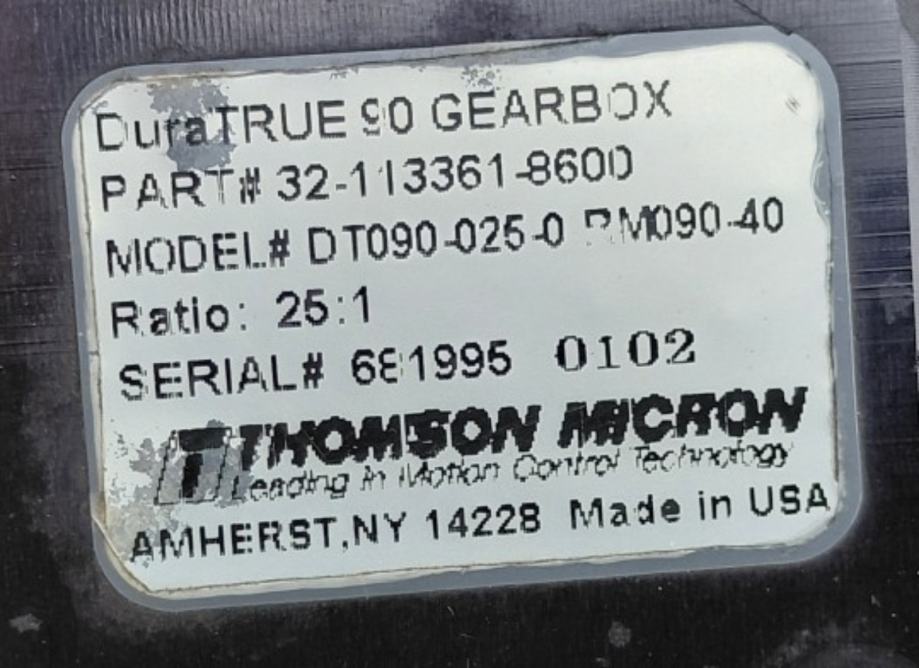 DuraTRUE 90 GEARBOX
PART# 32-113361-8600
MODEL# DT090-025-0 RM090-40
Ratio: 25:1
SERIAL# 681995 0102
THOMSON MICRON
Leading in Motion Control Technology
AMHERST,NY 14228 Made in USA